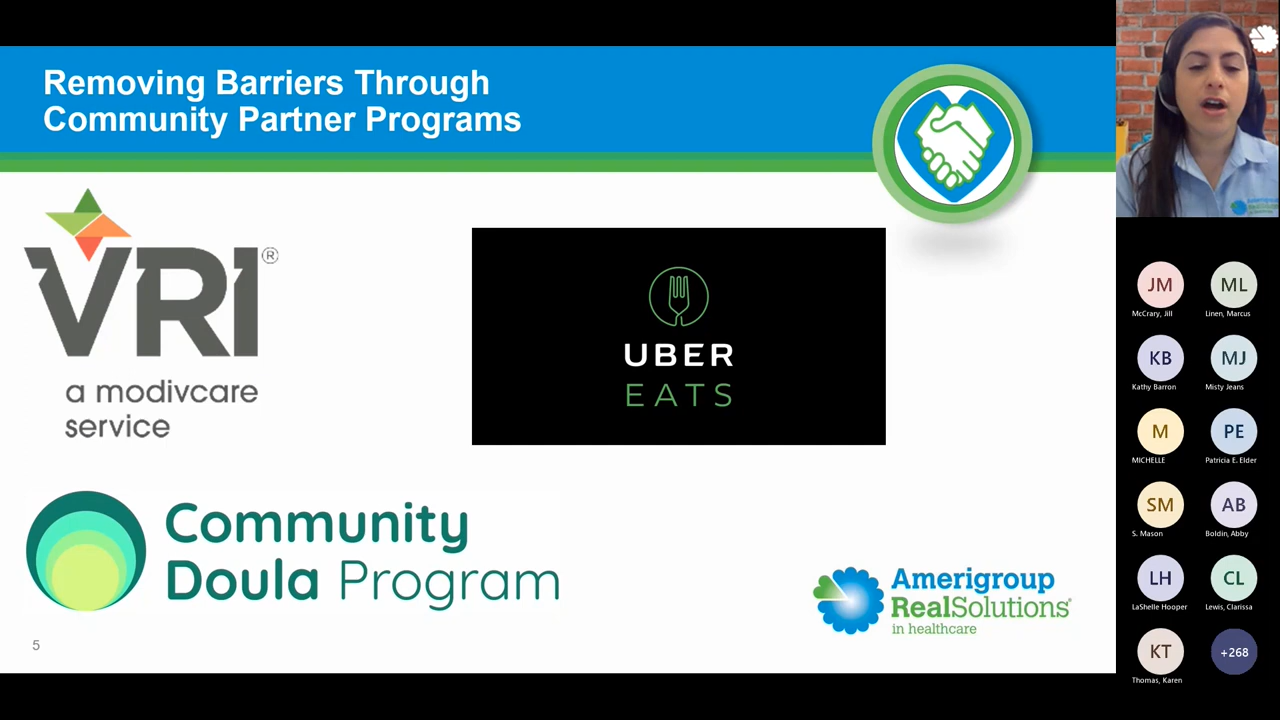 Removing Barriers Through
Community Partner Programs
VRI®
a modivcare
service
UBER
EATS
Community
Doula Program
Amerigroup
RealSolutions®
in healthcare
5
Amerigroup
JM
McCrary, Jill
ML
Linen, Marcus
KB
Kathy Barron
MJ
Misty Jeans
M
MICHELLE
PE
Patricia E. Elder
SM
S. Mason
AB
Boldin, Abby
LH
LaShelle Hooper
CL
Lewis, Clarissa
KT
Thomas, Karen
+268